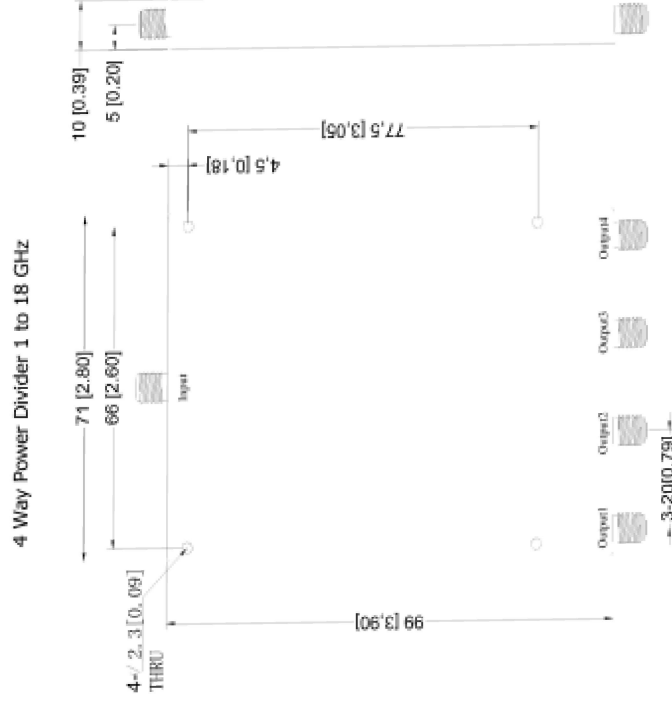 4 Way Power Divider 1 to 18 GHz
10 [0.39]
5 [0.20]
77,5 [3,05]
4,5 [0,18]
71 [2.80]
66 [2.60]
Input
Output1
Output2
Output3
Output4
3-20[0.79]
99 [3,90]
4-/ 2.3[0.09]
THRU